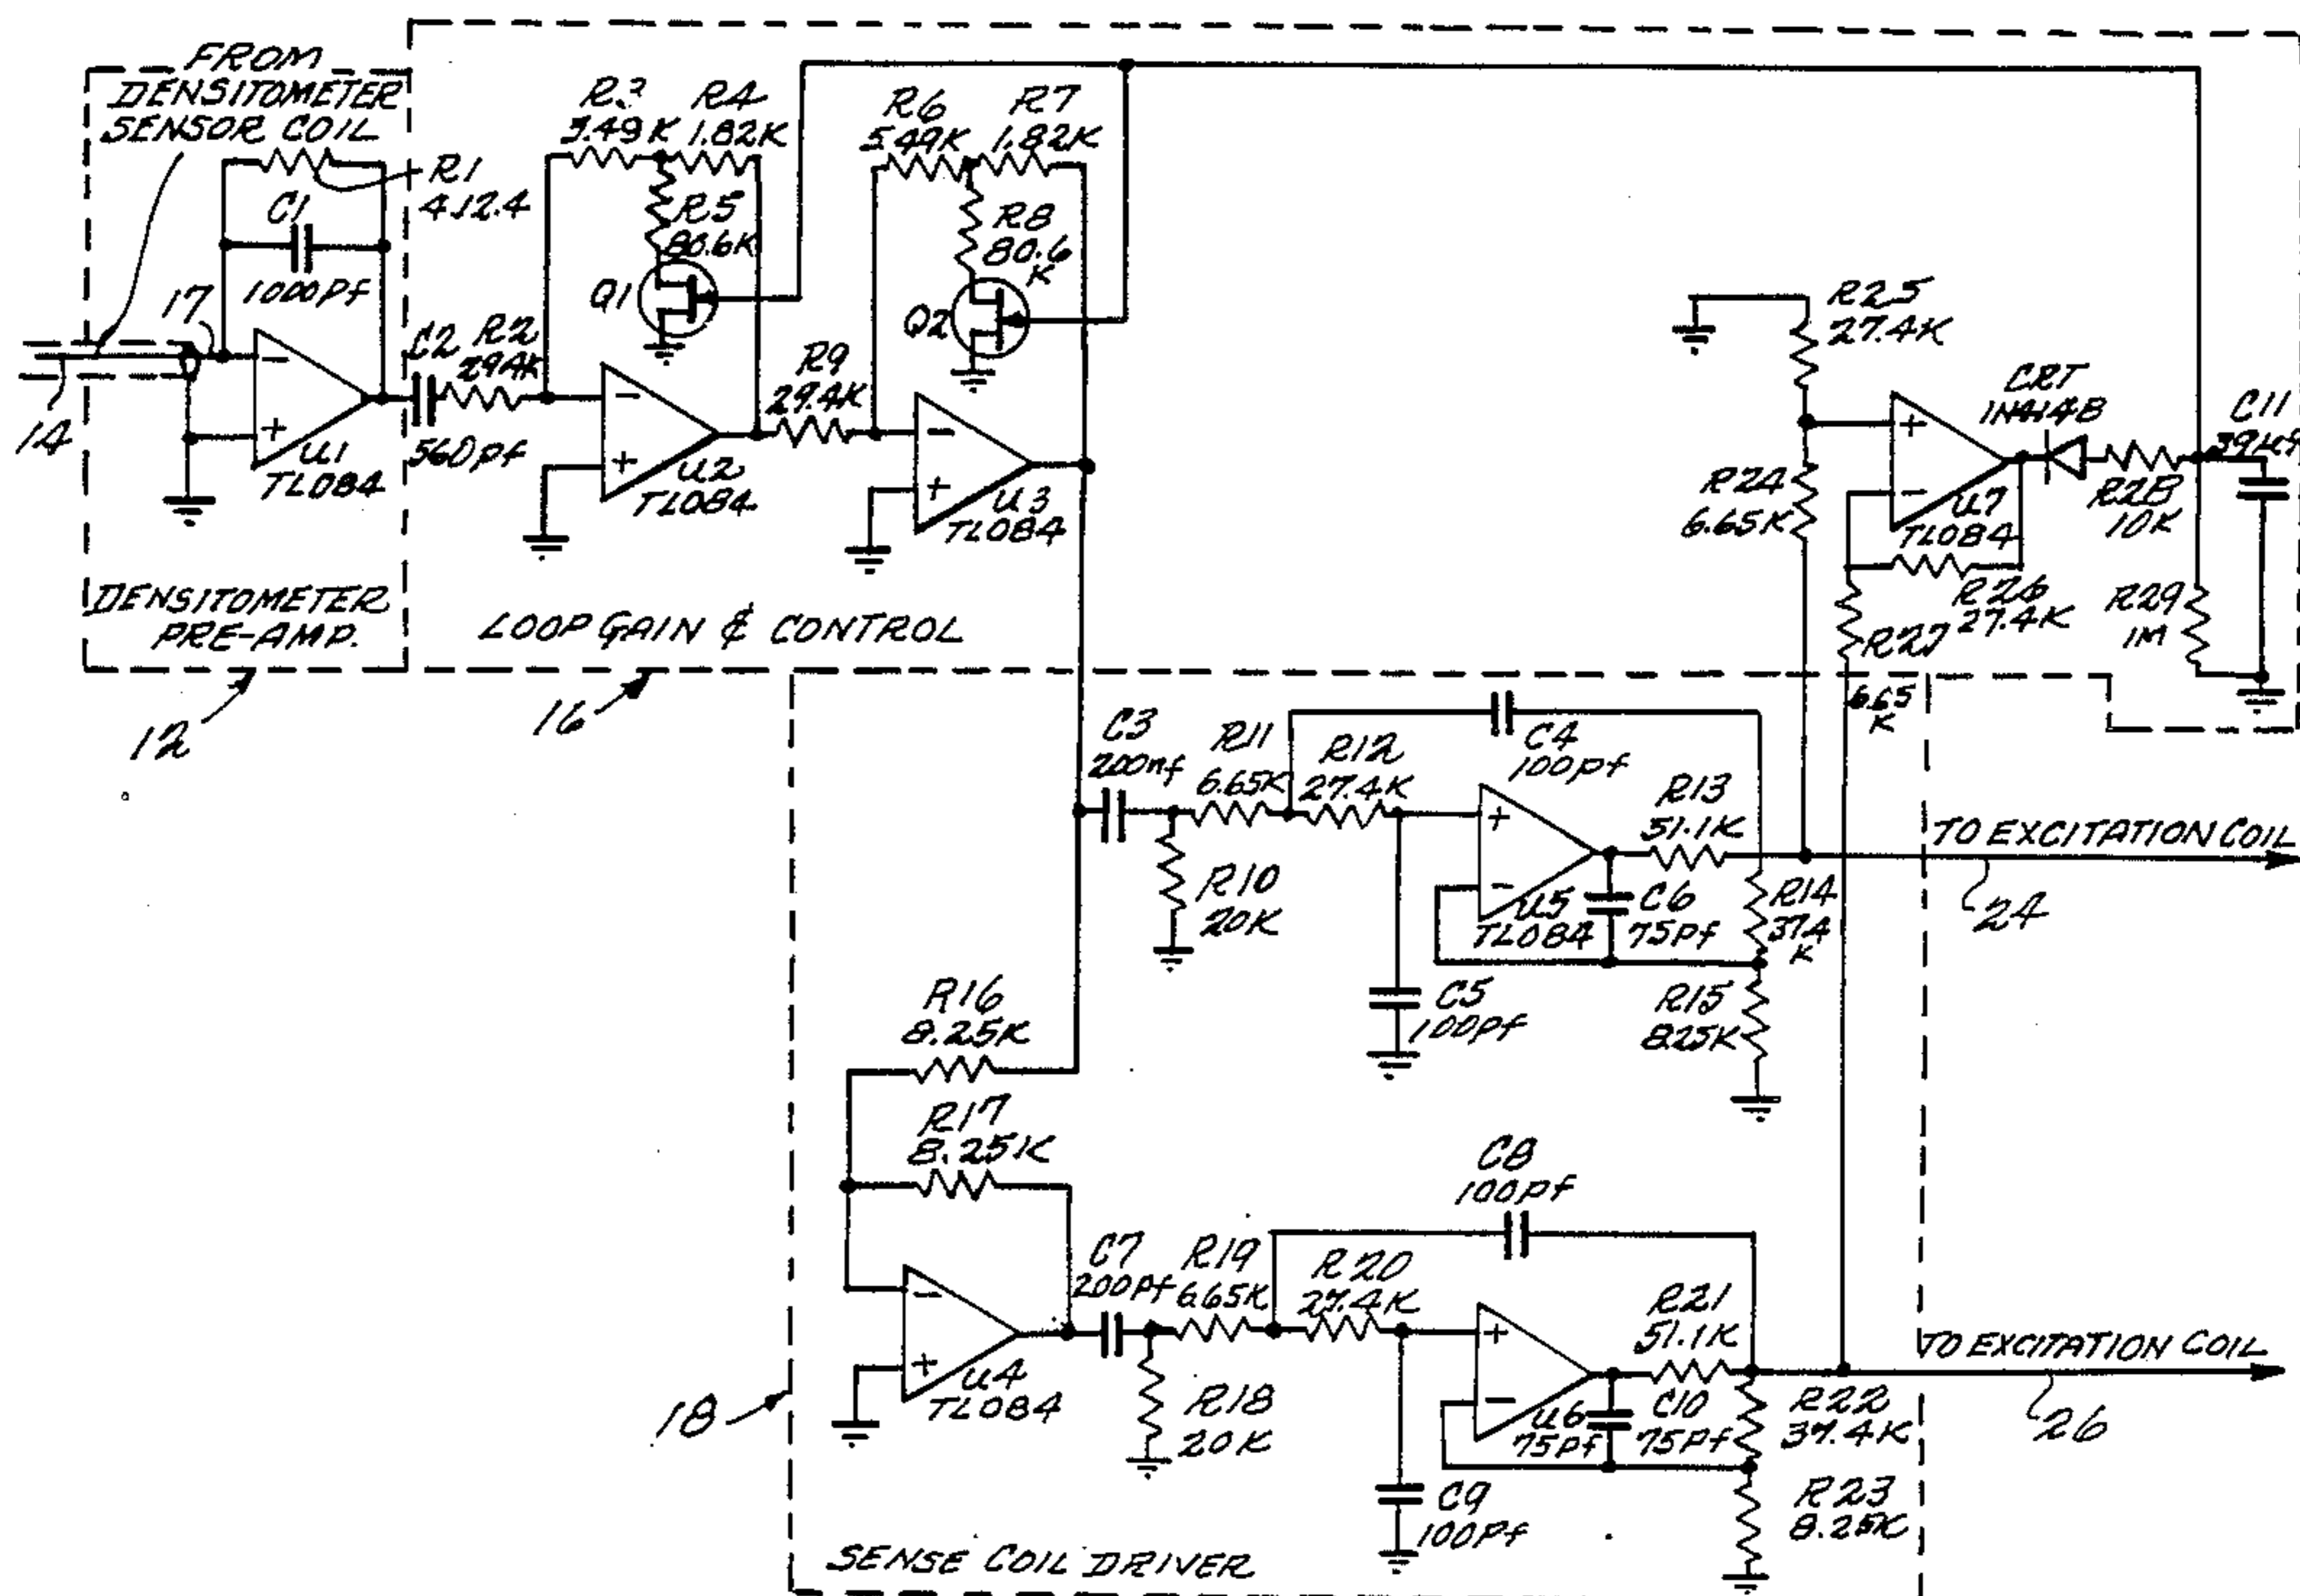 FROM
DENSITOMETER
SENSOR COIL
R1
412.4
C1
1000pf
17
14
U1
TL084
DENSITOMETER
PRE-AMP.
12
C2
560pf
R2
294K
R3
3.49K
R4
1.82K
R5
80.6K
Q1
U2
TL084
R9
29.4K
R6
5.49K
R7
1.82K
R8
80.6
K
Q2
U3
TL084
LOOP GAIN & CONTROL
16
R25
27.4K
R24
6.65K
U7
TL084
CRT
1N4148
R28
10K
C11
R26
27.4K
R27
6.65
K
R29
1M
C3
200nf
R11
6.65K
R12
27.4K
C4
100pf
R10
20K
U5
TL084
C5
100pf
C6
75pf
R13
51.1K
R14
37.4
K
R15
825K
TO EXCITATION COIL
24
R16
8.25K
R17
8.25K
U4
TL084
C7
200pf
R19
6.65K
R20
27.4K
C8
100pf
R18
20K
U6
75pf
C9
100pf
C10
75pf
R21
51.1K
R22
37.4K
R23
8.25K
TO EXCITATION COIL
26
18
SENSE COIL DRIVER